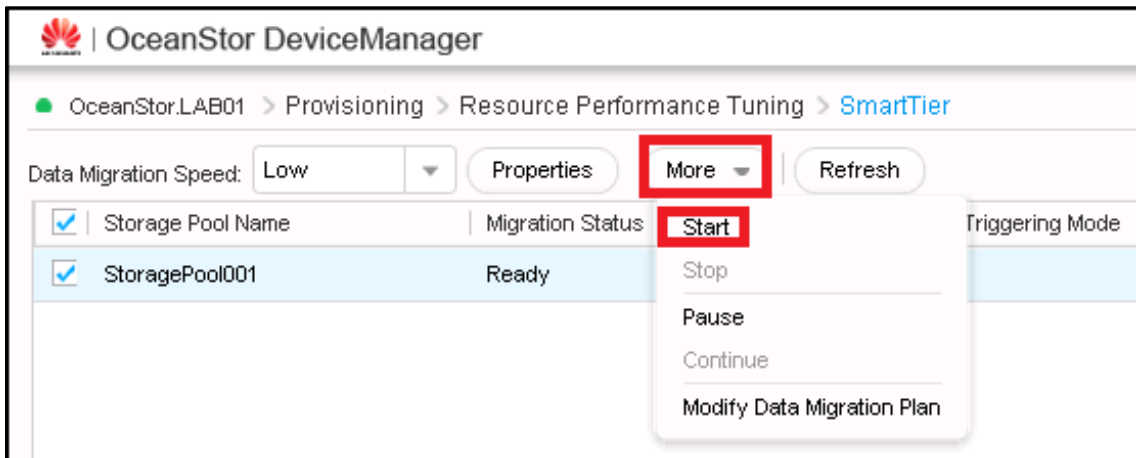 OceanStor DeviceManager
OceanStor.LAB01 > Provisioning > Resource Performance Tuning > SmartTier
Data Migration Speed: Low Properties More Refresh
Storage Pool Name Migration Status Triggering Mode
Start
StoragePool001 Ready
Stop
Pause
Continue
Modify Data Migration Plan